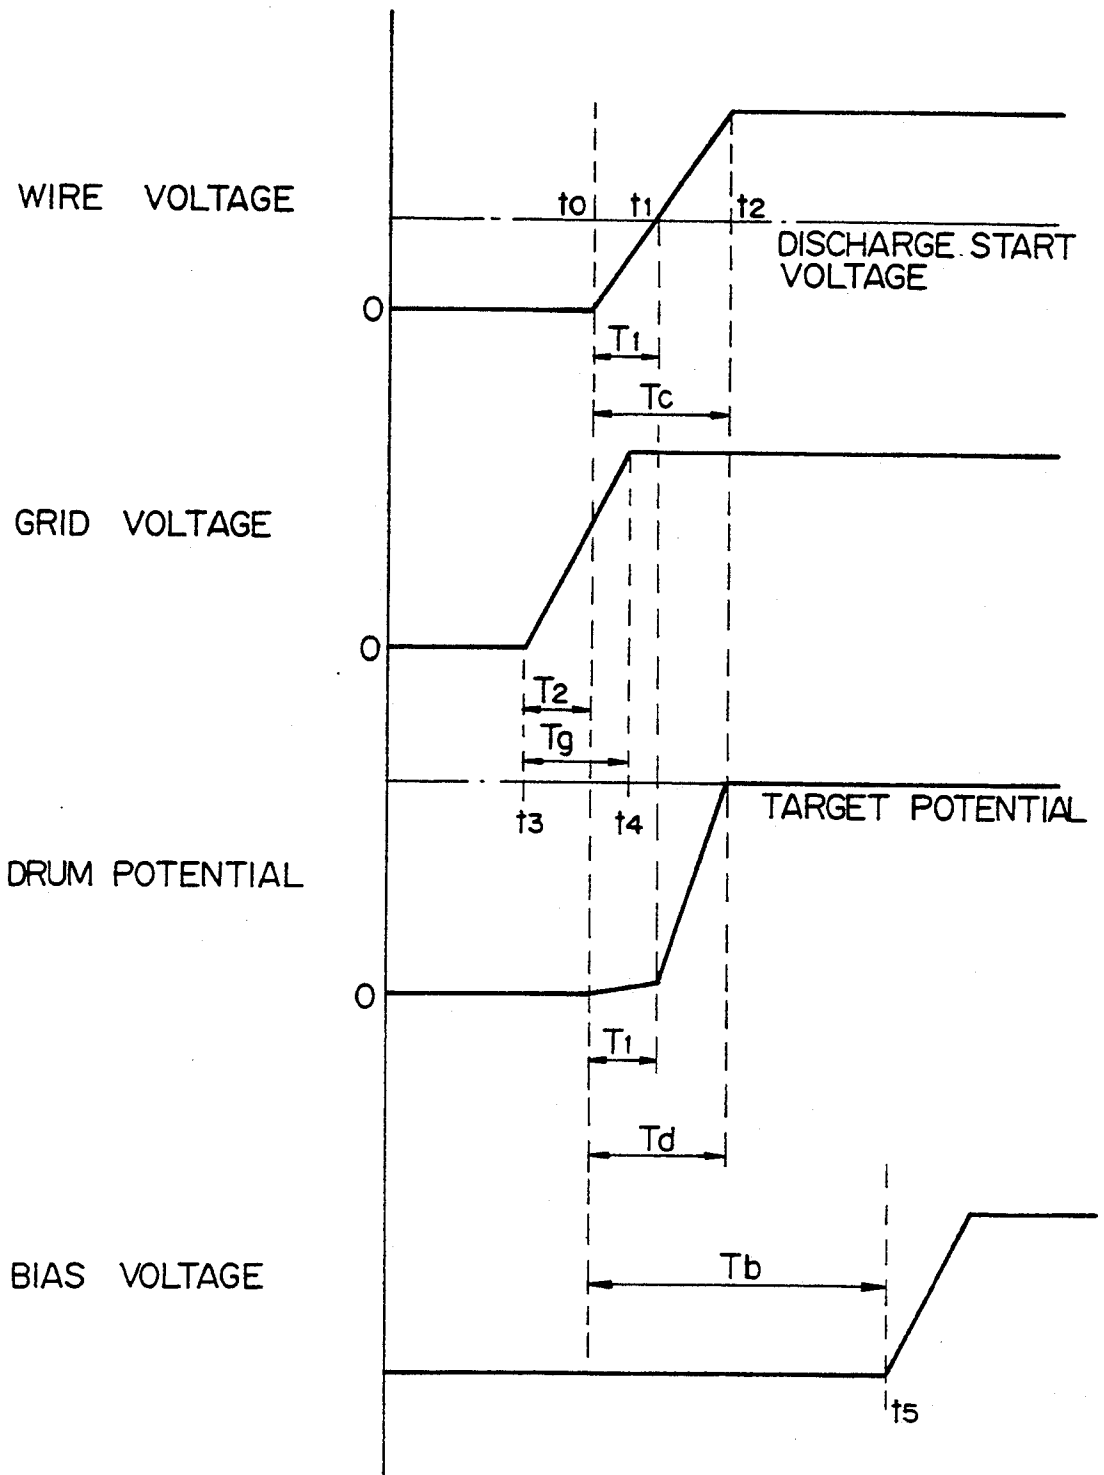 WIRE VOLTAGE
t0 t1 t2
DISCHARGE START
VOLTAGE
0
T1
Tc
GRID VOLTAGE
0
T2
Tg
t3 t4
TARGET POTENTIAL
DRUM POTENTIAL
0
T1
Td
BIAS VOLTAGE
Tb
t5